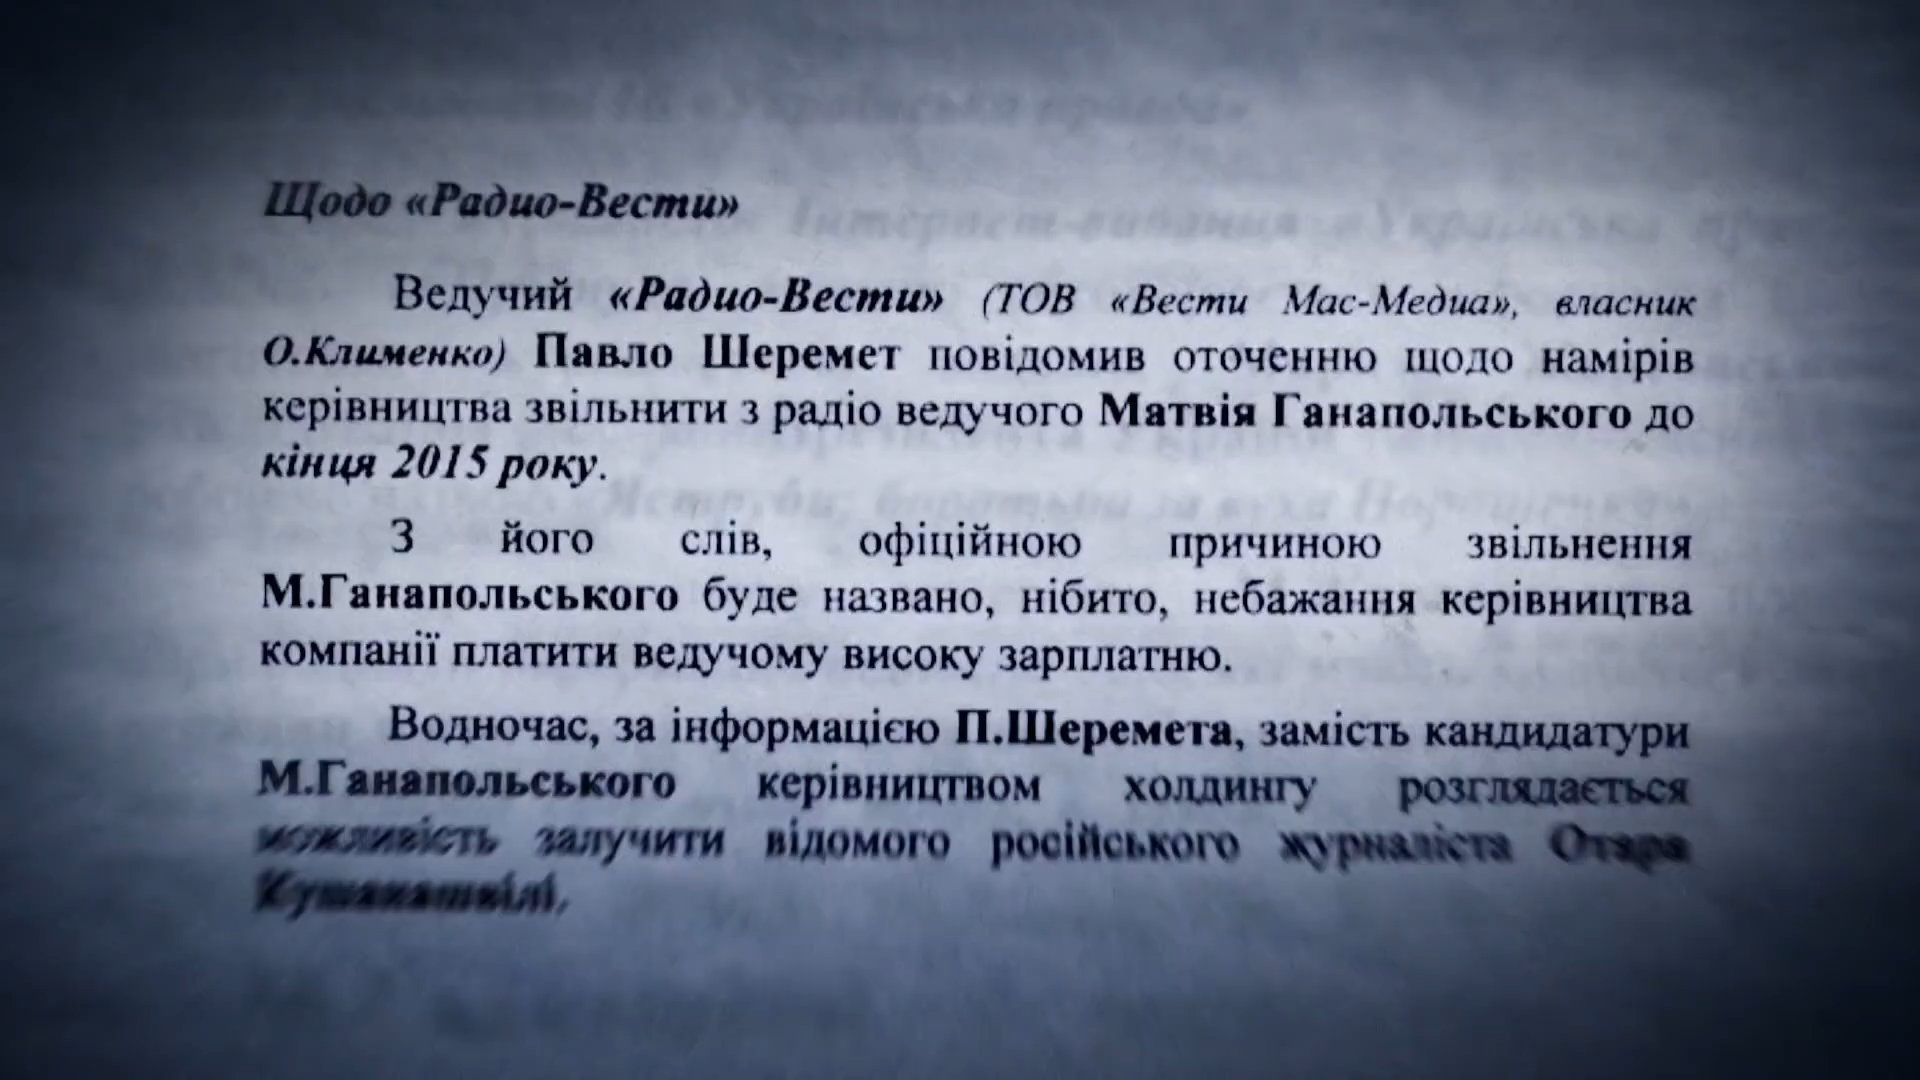 Щодо «Радио-Вести»
Ведучий «Радио-Вести» (ТОВ «Вести Мас-Медиа», власник
О.Клименко) Павло Шеремет повідомив оточенню щодо намірів
керівництва звільнити з радіо ведучого Матвія Ганапольського до
кінця 2015 року.
З його слів, офіційною причиною звільнення
М.Ганапольського буде названо, нібито, небажання керівництва
компанії платити ведучому високу зарплатню.
Водночас, за інформацією П.Шеремета, замість кандидатури
М.Ганапольського керівництвом холдингу розглядається
можливість залучити відомого російського журналіста Отара
Кушанашвілі.